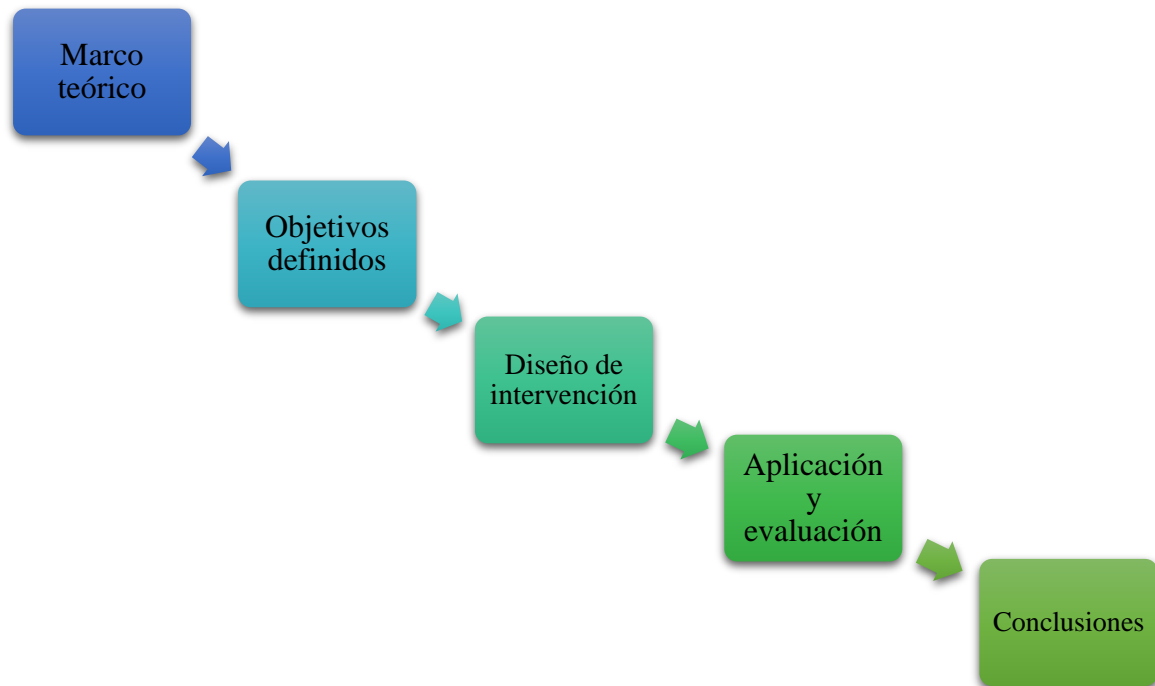 Marco
teórico
Objetivos
definidos
Diseño de
intervención
Aplicación
y
evaluación
Conclusiones